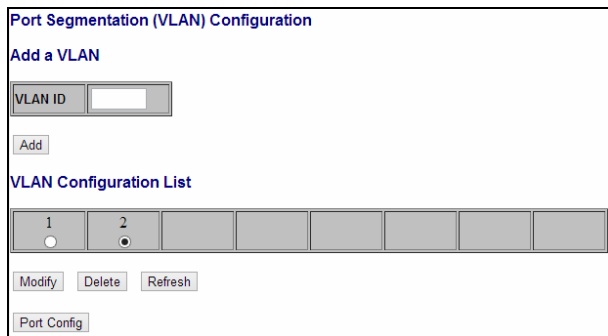 Port Segmentation (VLAN) Configuration
Add a VLAN
VLAN ID
Add
VLAN Configuration List
1 2
Modify Delete Refresh
Port Config